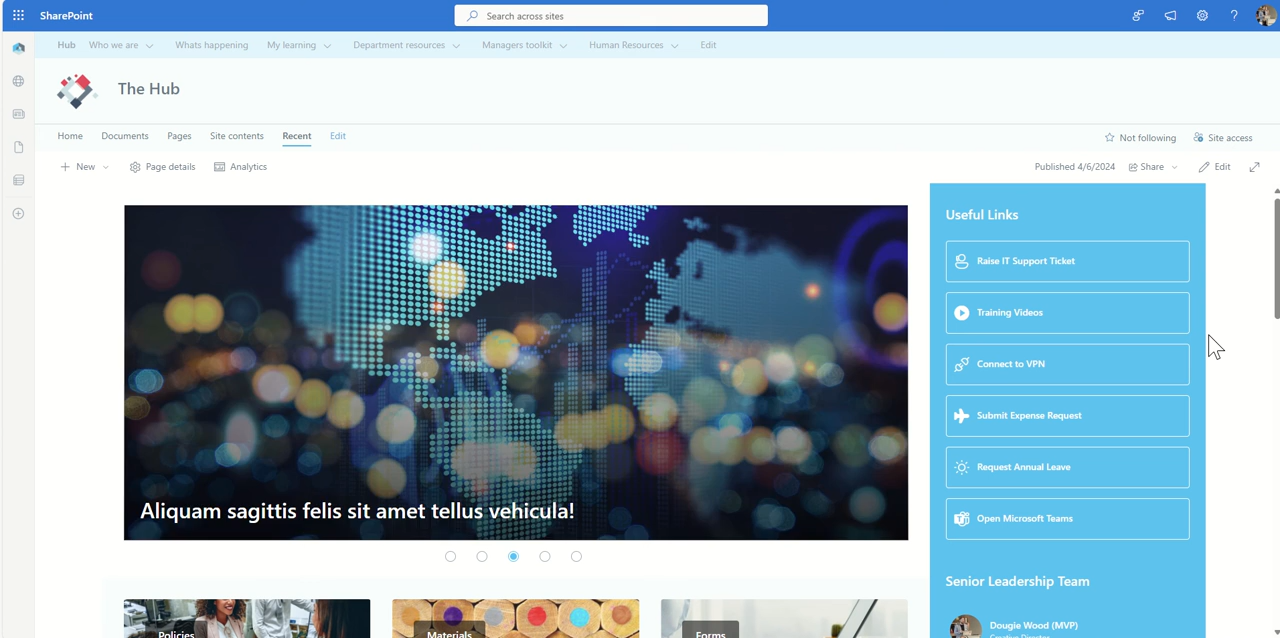 SharePoint
Search across sites
?
Hub Who we are Whats happening My learning Department resources Managers toolkit Human Resources Edit
The Hub
Home Documents Pages Site contents Recent Edit
Not following Site access
New Page details Analytics
Published 4/6/2024 Share Edit
Aliquam sagittis felis sit amet tellus vehicula!
Useful Links
Raise IT Support Ticket
Training Videos
Connect to VPN
Submit Expense Request
Request Annual Leave
Open Microsoft Teams
Senior Leadership Team
Dougie Wood (MVP)
Creative Director
Policies
Materials
Forms